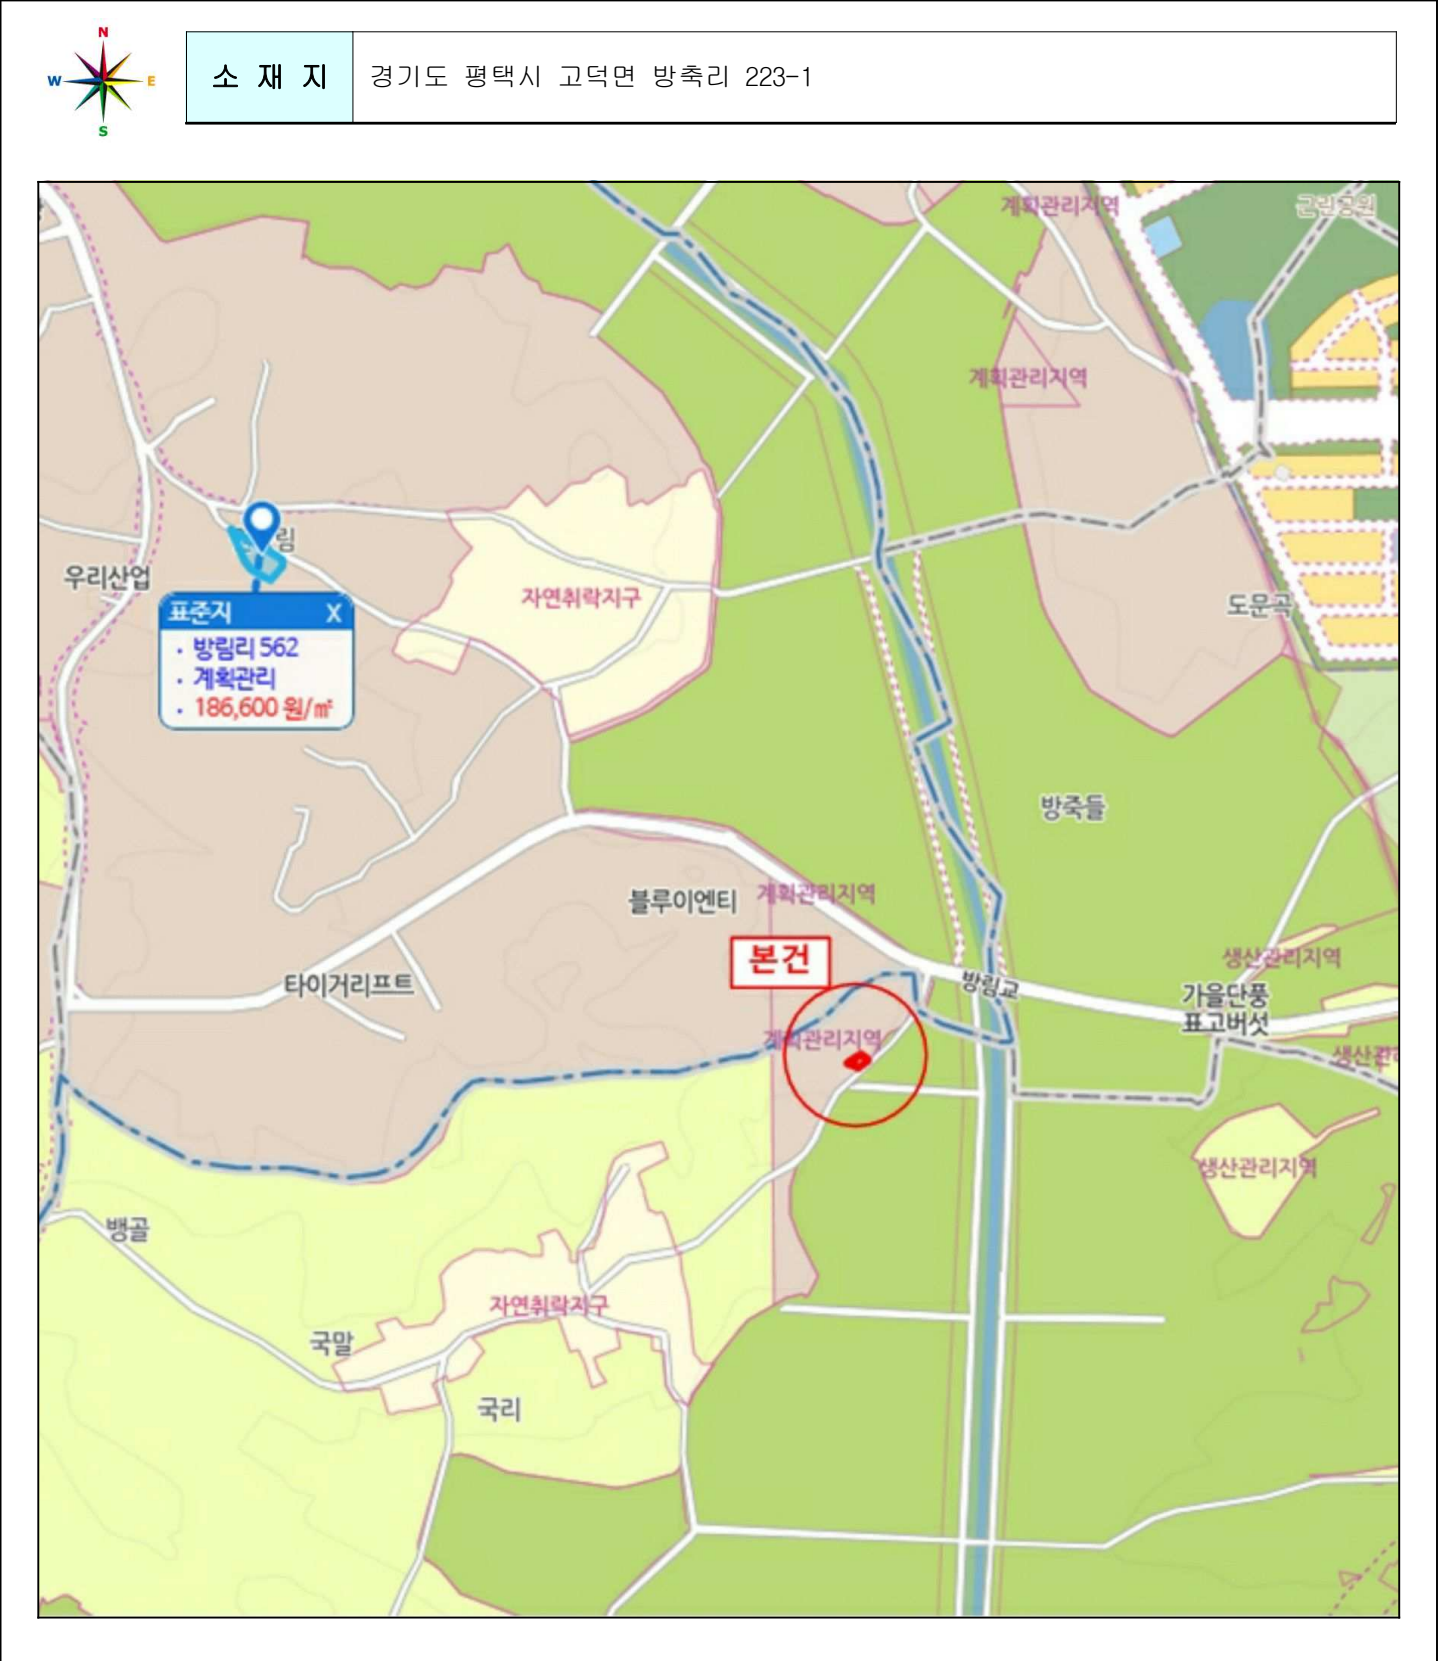 N
W E
S
소 재 지
경기도 평택시 고덕면 방축리 223-1
계획관리지역
근린공원
계획관리지역
림
우리산업
자연취락지구
도문곡
표준지 X
· 방림리 562
· 계획관리
· 186,600 원/㎡
방죽들
블루이엔티
계획관리지역
본건
생산관리지역
타이거리프트
방림교
가을단풍
표고버섯
계획관리지역
생산관리
생산관리지역
뱅골
자연취락지구
국말
국리